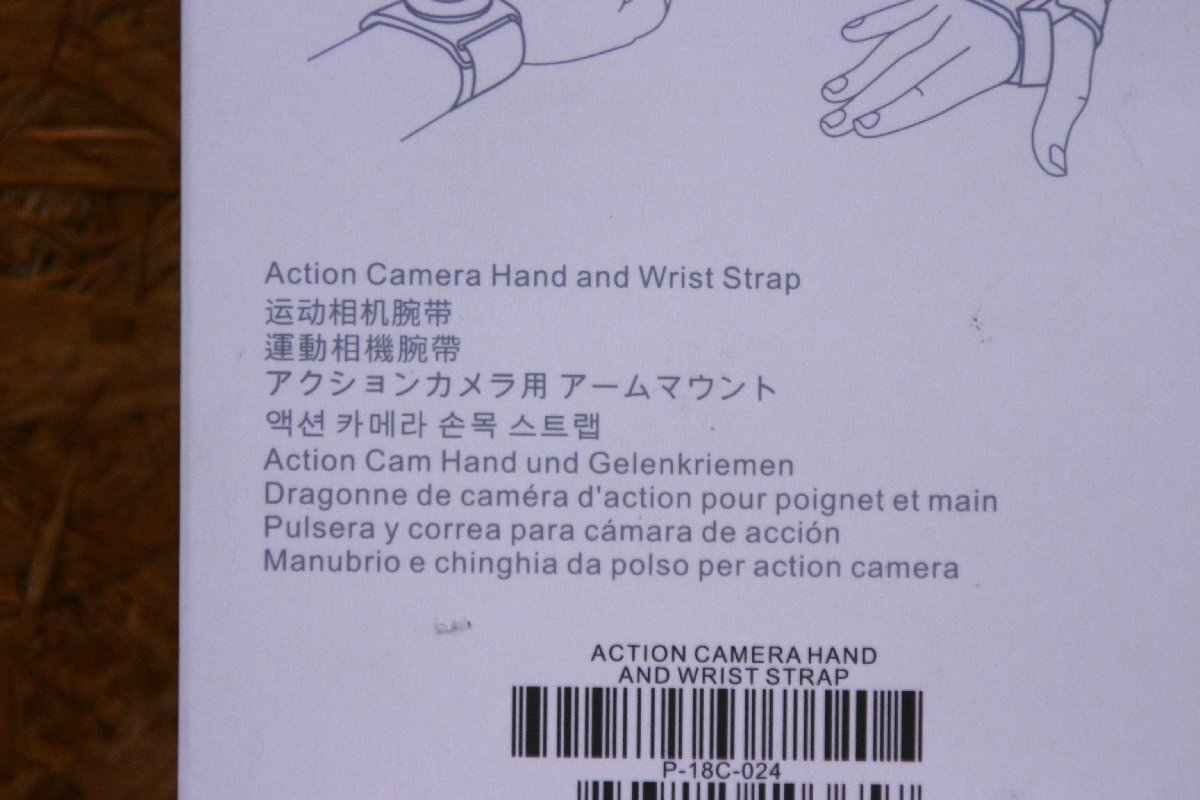 Action Camera Hand and Wrist Strap
运动相机腕带
運動相機腕帶
アクションカメラ用 アームマウント
액션 카메라 손목 스트랩
Action Cam Hand und Gelenkriemen
Dragonne de caméra d'action pour poignet et main
Pulsera y correa para cámara de acción
Manubrio e chinghia da polso per action camera
ACTION CAMERA HAND
AND WRIST STRAP
P-18C-024